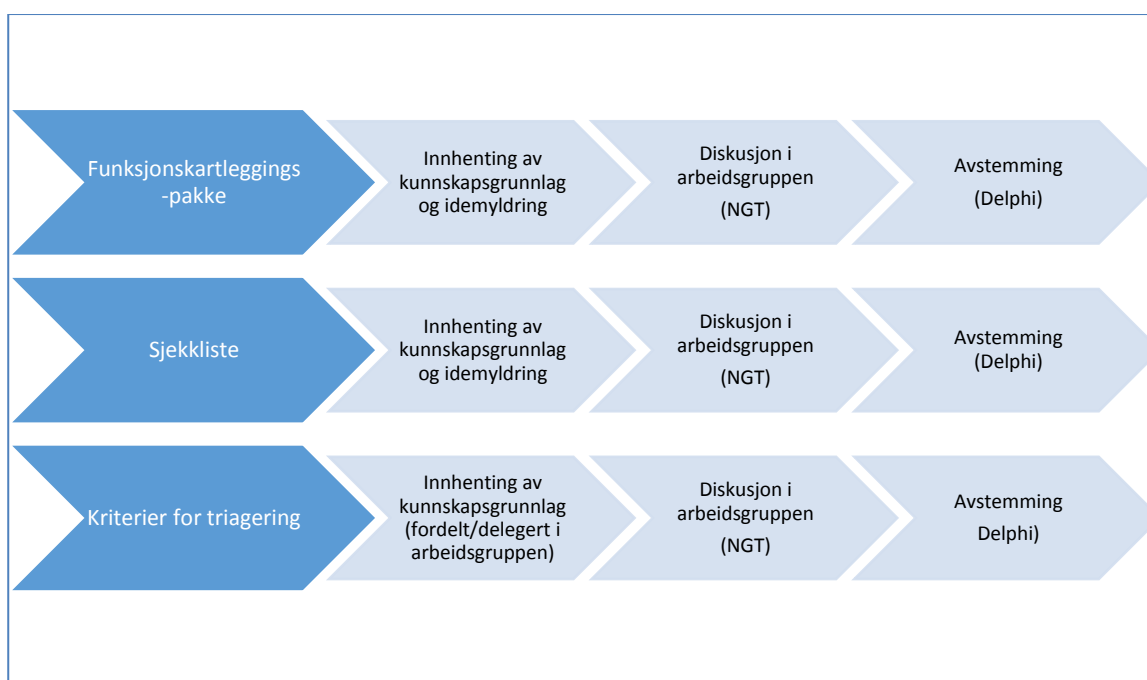 Funksjonskartleggings
-pakke
Innhenting av
kunnskapsgrunnlag
og idemyldring
Diskusjon i
arbeidsgruppen
(NGT)
Avstemming
(Delphi)
Sjekkliste
Innhenting av
kunnskapsgrunnlag
og idemyldring
Diskusjon i
arbeidsgruppen
(NGT)
Avstemming
(Delphi)
Kriterier for triagering
Innhenting av
kunnskapsgrunnlag
(fordelt/delegert i
arbeidsgruppen)
Diskusjon i
arbeidsgruppen
(NGT)
Avstemming
Delphi)